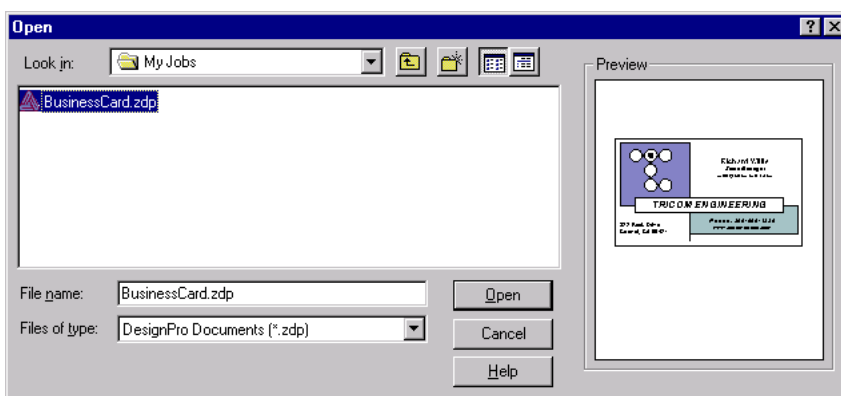 Open
Look in:
My Jobs
Preview
BusinessCard.zdp
TRICOM ENGINEERING
File name:
BusinessCard.zdp
Open
Files of type:
DesignPro Documents (*.zdp)
Cancel
Help